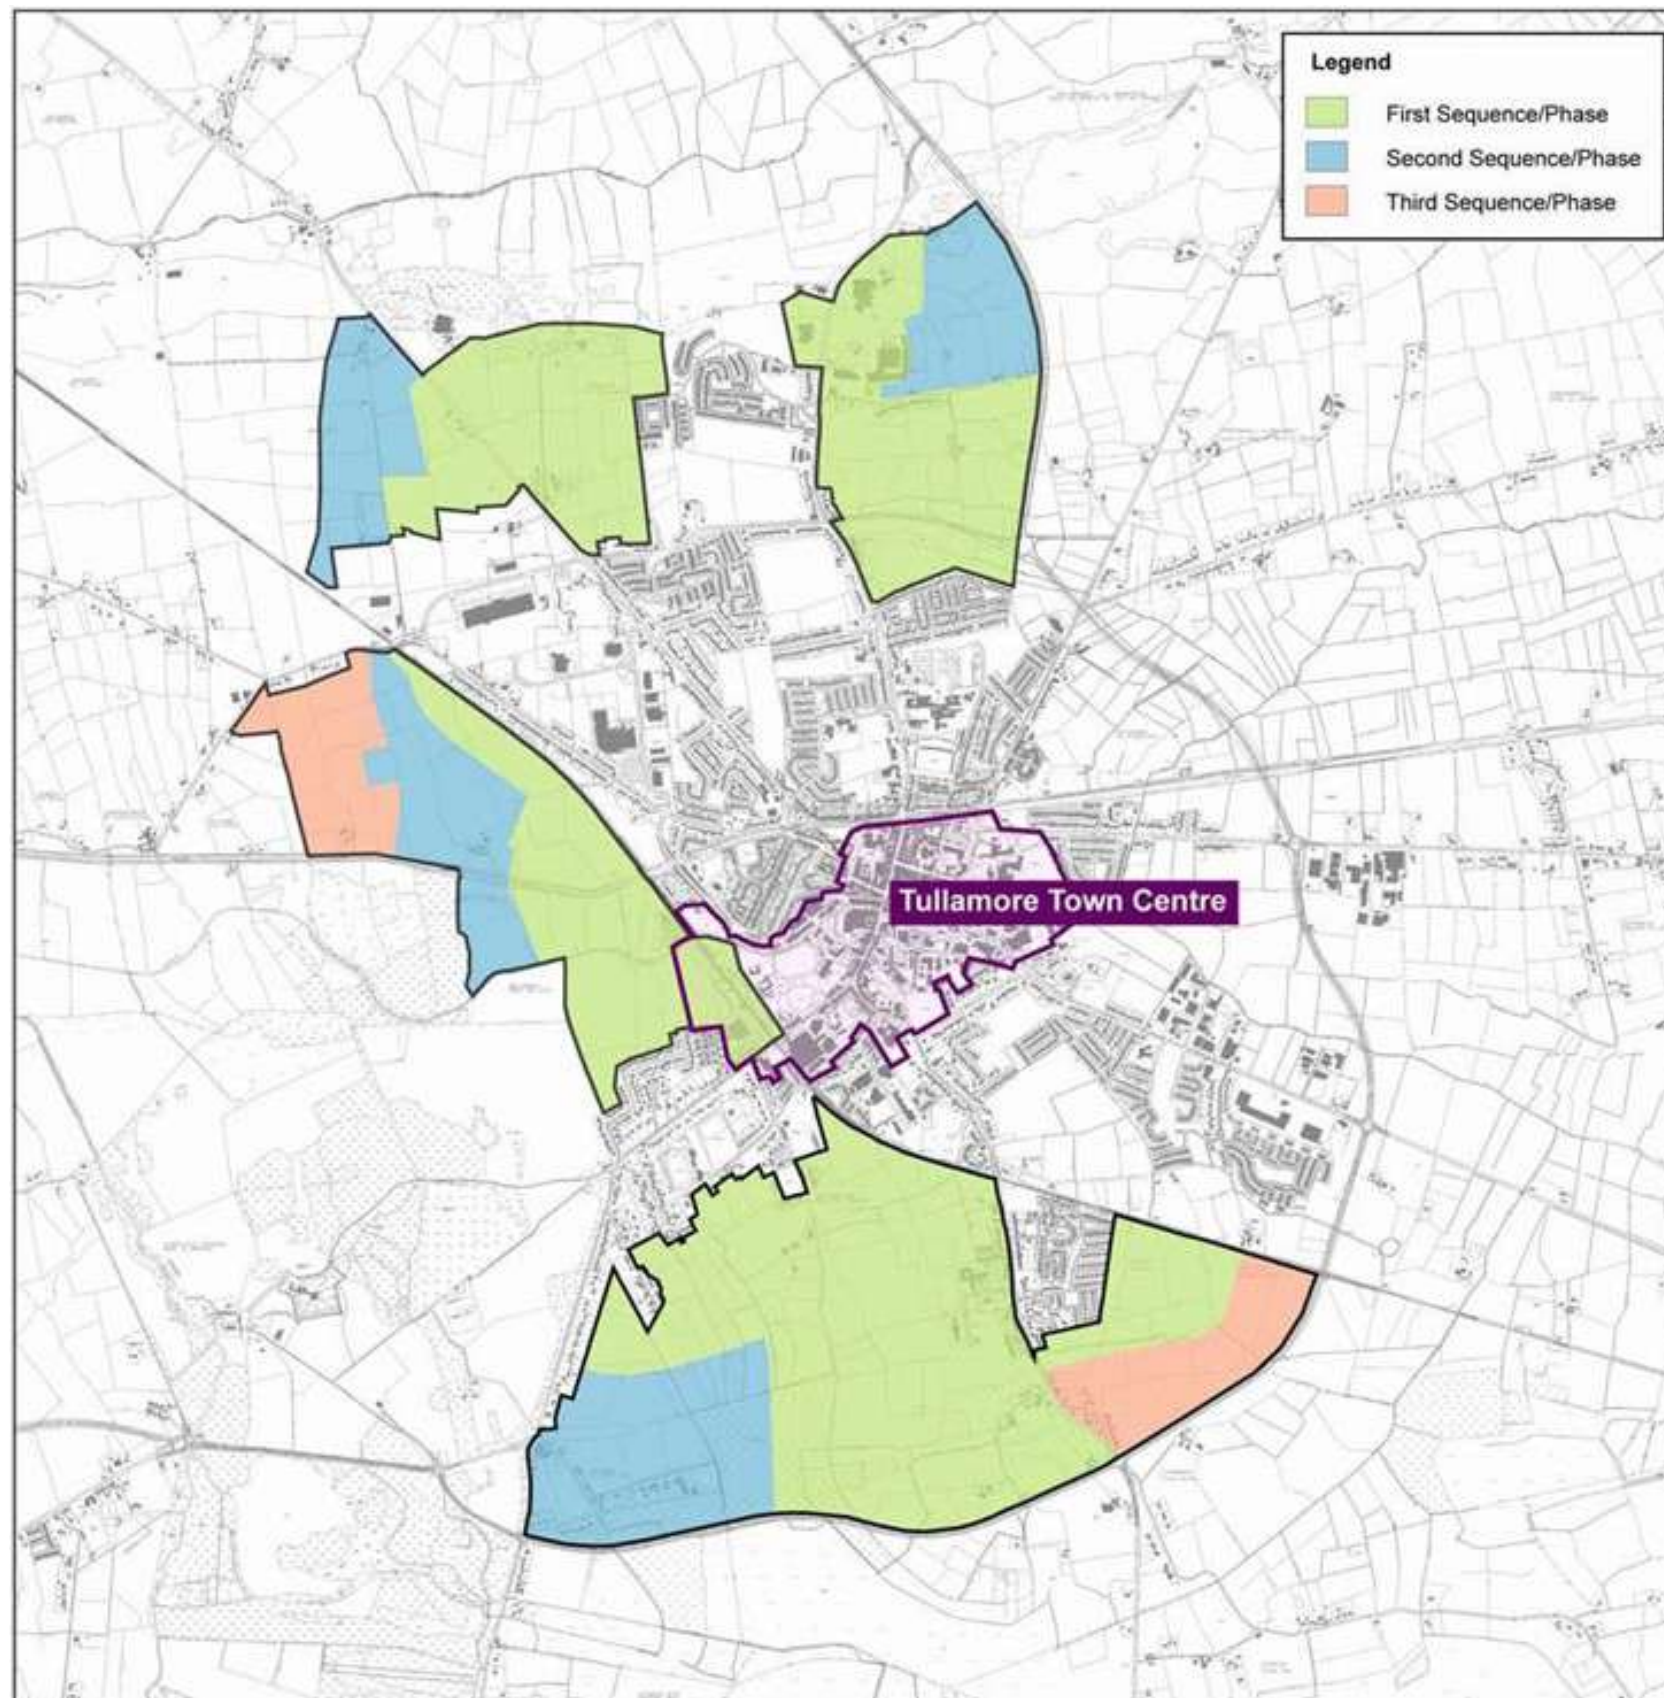 Legend
First Sequence/Phase
Second Sequence/Phase
Third Sequence/Phase
Tullamore Town Centre